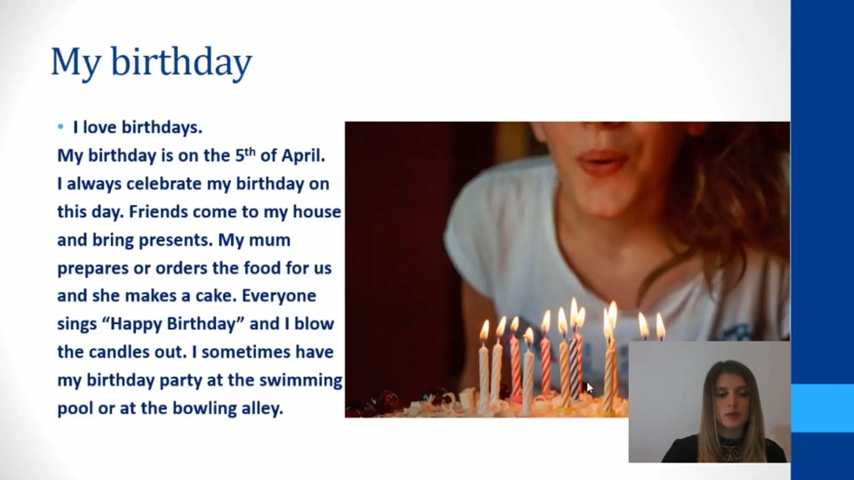 My birthday
• I love birthdays.
My birthday is on the 5th of April.
I always celebrate my birthday on
this day. Friends come to my house
and bring presents. My mum
prepares or orders the food for us
and she makes a cake. Everyone
sings “Happy Birthday” and I blow
the candles out. I sometimes have
my birthday party at the swimming
pool or at the bowling alley.